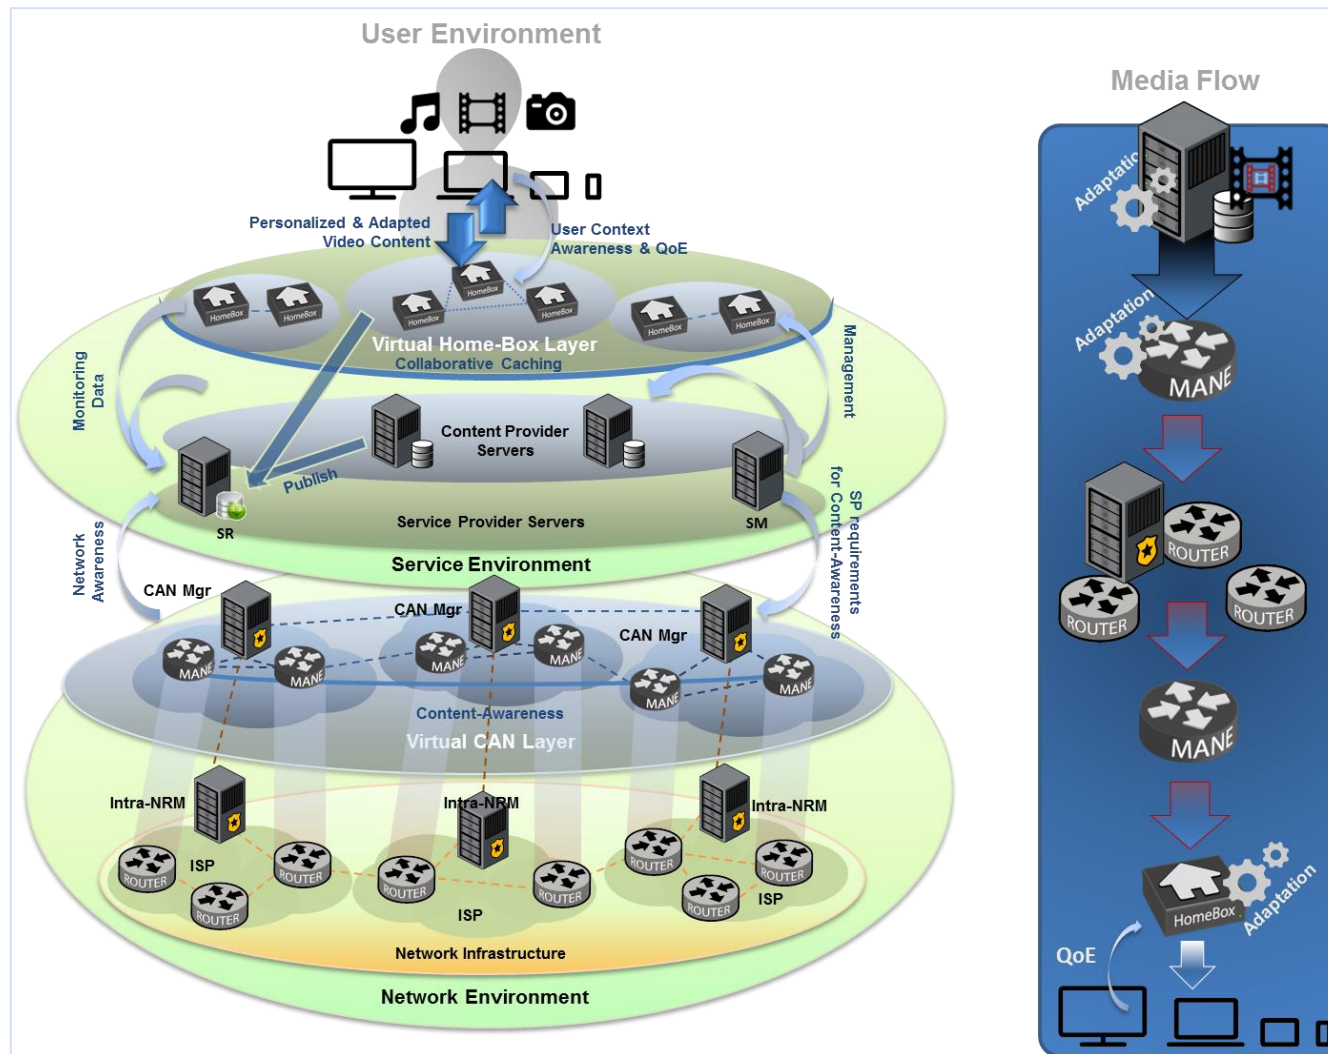 User Environment
Personalized & Adapted
Video Content
User Context
Awareness & QoE
HomeBox
HomeBox
HomeBox
HomeBox
HomeBox
HomeBox
HomeBox
Virtual Home-Box Layer
Collaborative Caching
Monitoring
Data
Management
Content Provider
Servers
Publish
SR
Service Provider Servers
SM
Service Environment
Network
Awareness
SP requirements
for Content-Awareness
CAN Mgr
CAN Mgr
CAN Mgr
MANE
MANE
MANE
MANE
MANE
MANE
Content-Awareness
Virtual CAN Layer
Intra-NRM
Intra-NRM
Intra-NRM
ISP
ROUTER
ROUTER
ROUTER
ROUTER
ISP
ROUTER
ROUTER
ROUTER
ROUTER
ISP
Network Infrastructure
Network Environment
Media Flow
Adaptation
Adaptation
MANE
ROUTER
ROUTER
ROUTER
MANE
HomeBox
Adaptation
QoE